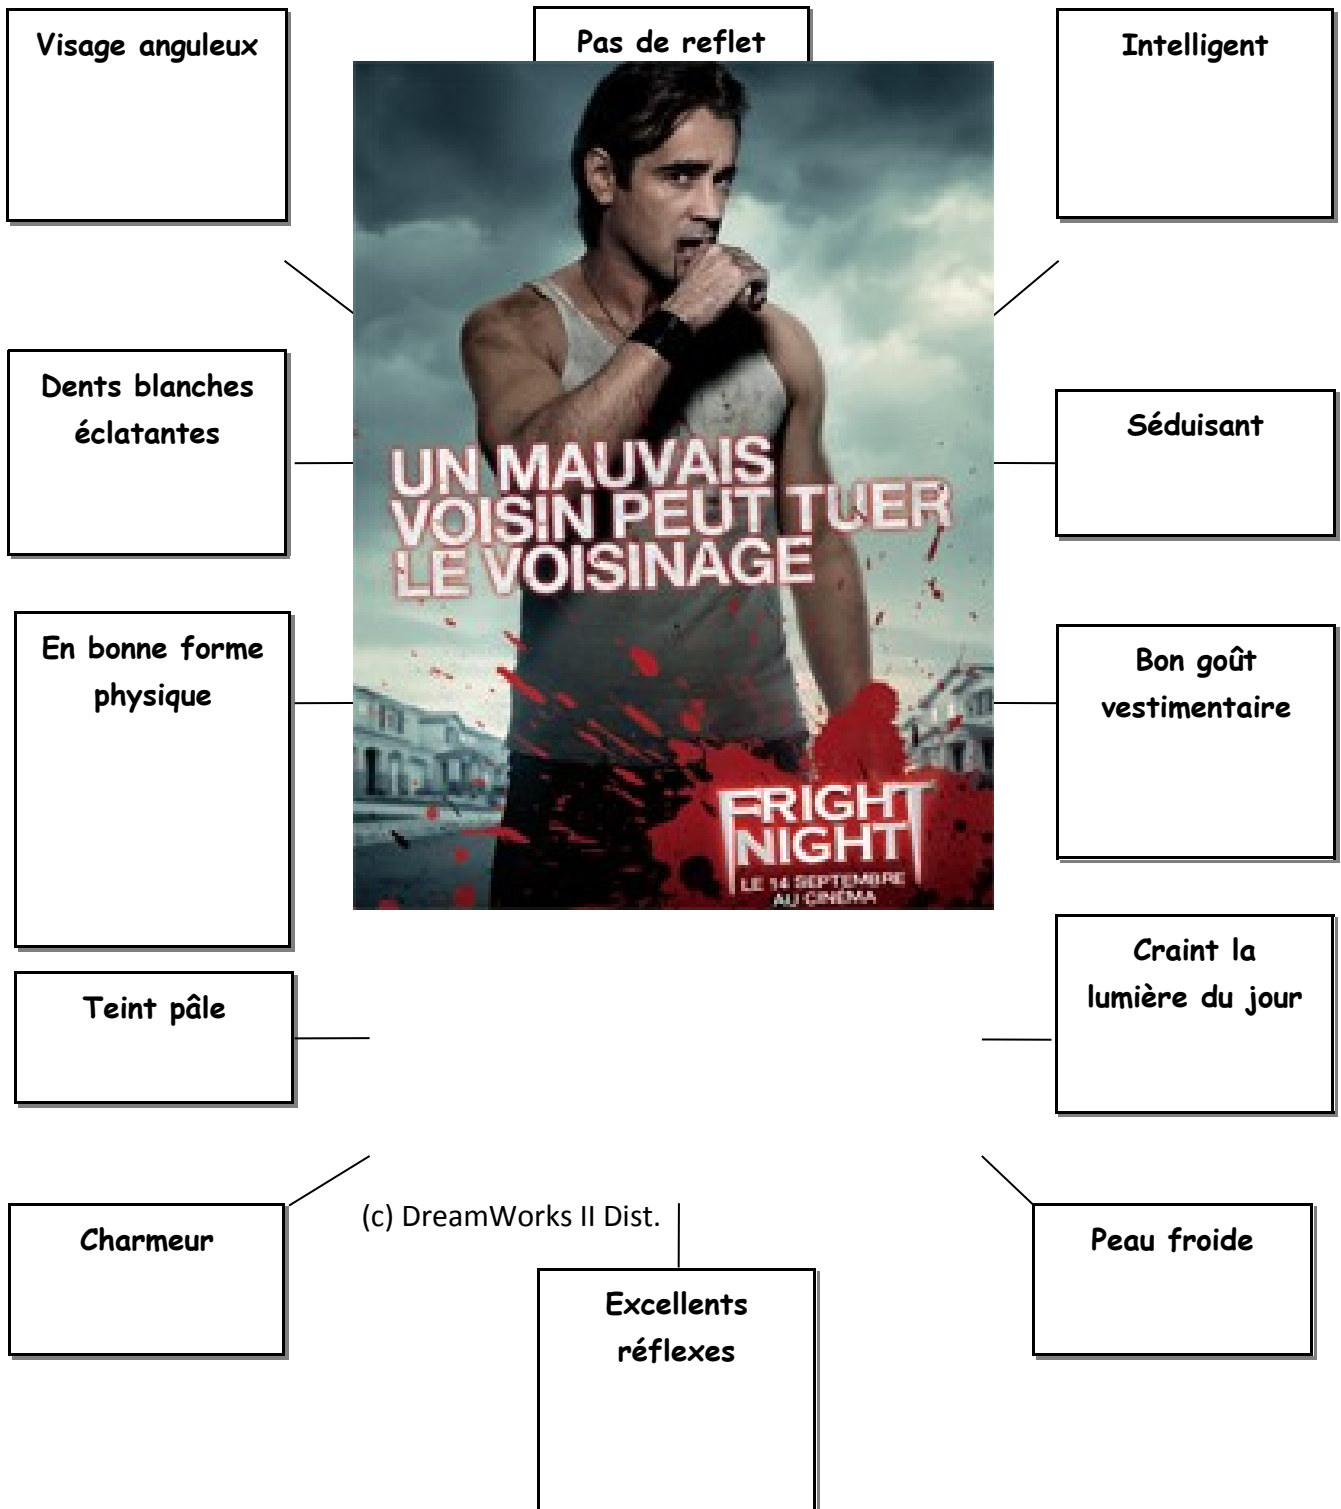 Visage anguleux
Pas de reflet
Intelligent
Dents blanches
éclatantes
Séduisant
UN MAUVAIS
VOISIN PEUT TUER
LE VOISINAGE
En bonne forme
physique
Bon goût
vestimentaire
FRIGHT
NIGHT
LE 14 SEPTEMBRE
AU CINÉMA
Craint la
lumière du jour
Teint pâle
(c) DreamWorks II Dist.
Charmeur
Peau froide
Excellents
réflexes